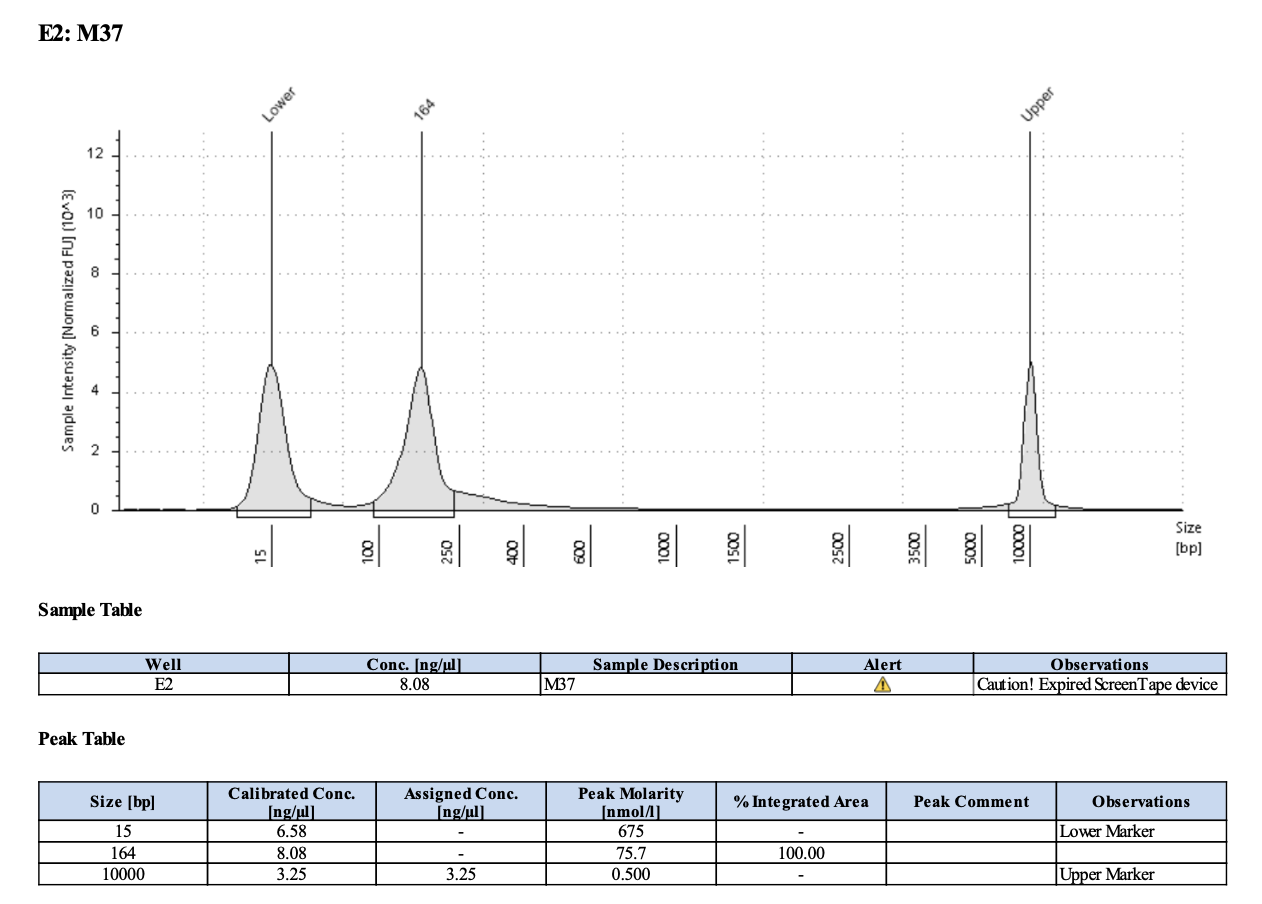 E2: M37
Lower
164
Upper
Sample Intensity [Normalized FU] (10^3)
12
10
8
6
4
2
0
15
100
250
400
600
1000
1500
2500
3500
5000
10000
Size
[bp]
Sample Table
Well Conc. [ng/µl] Sample Description Alert Observations
E2 8.08 M37 Caution! Expired ScreenTape device
Peak Table
Size [bp] Calibrated Conc. [ng/µl] Assigned Conc. [ng/µl] Peak Molarity [nmol/l] % Integrated Area Peak Comment Observations
15 6.58 - 675 - Lower Marker
164 8.08 - 75.7 100.00
10000 3.25 3.25 0.500 - Upper Marker